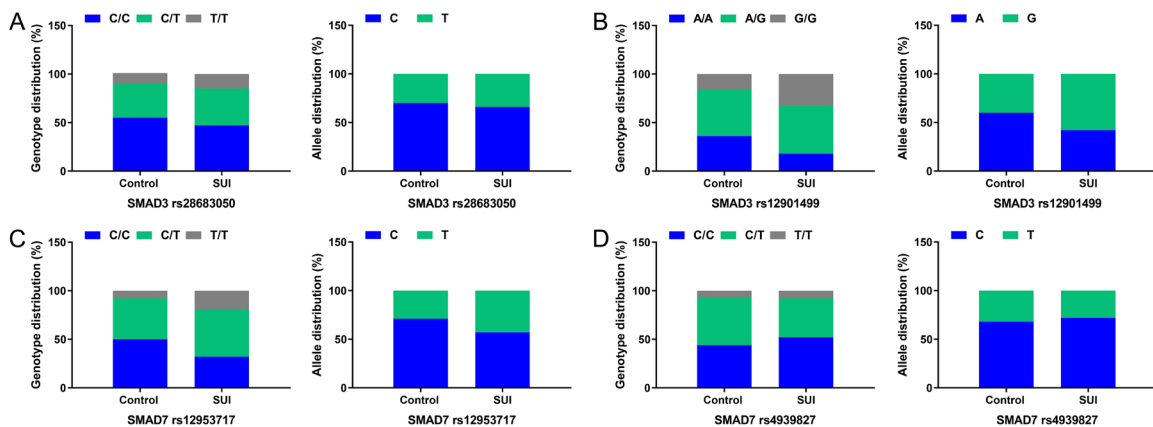 A
C/C C/T T/T
Genotype distribution (%)
150
100
50
0
Control SUI
SMAD3 rs28683050
C T
Allele distribution (%)
150
100
50
0
Control SUI
SMAD3 rs28683050
B
A/A A/G G/G
Genotype distribution (%)
150
100
50
0
Control SUI
SMAD3 rs12901499
A G
Allele distribution (%)
150
100
50
0
Control SUI
SMAD3 rs12901499
C
C/C C/T T/T
Genotype distribution (%)
150
100
50
0
Control SUI
SMAD7 rs12953717
C T
Allele distribution (%)
150
100
50
0
Control SUI
SMAD7 rs12953717
D
C/C C/T T/T
Genotype distribution (%)
150
100
50
0
Control SUI
SMAD7 rs4939827
C T
Allele distribution (%)
150
100
50
0
Control SUI
SMAD7 rs4939827